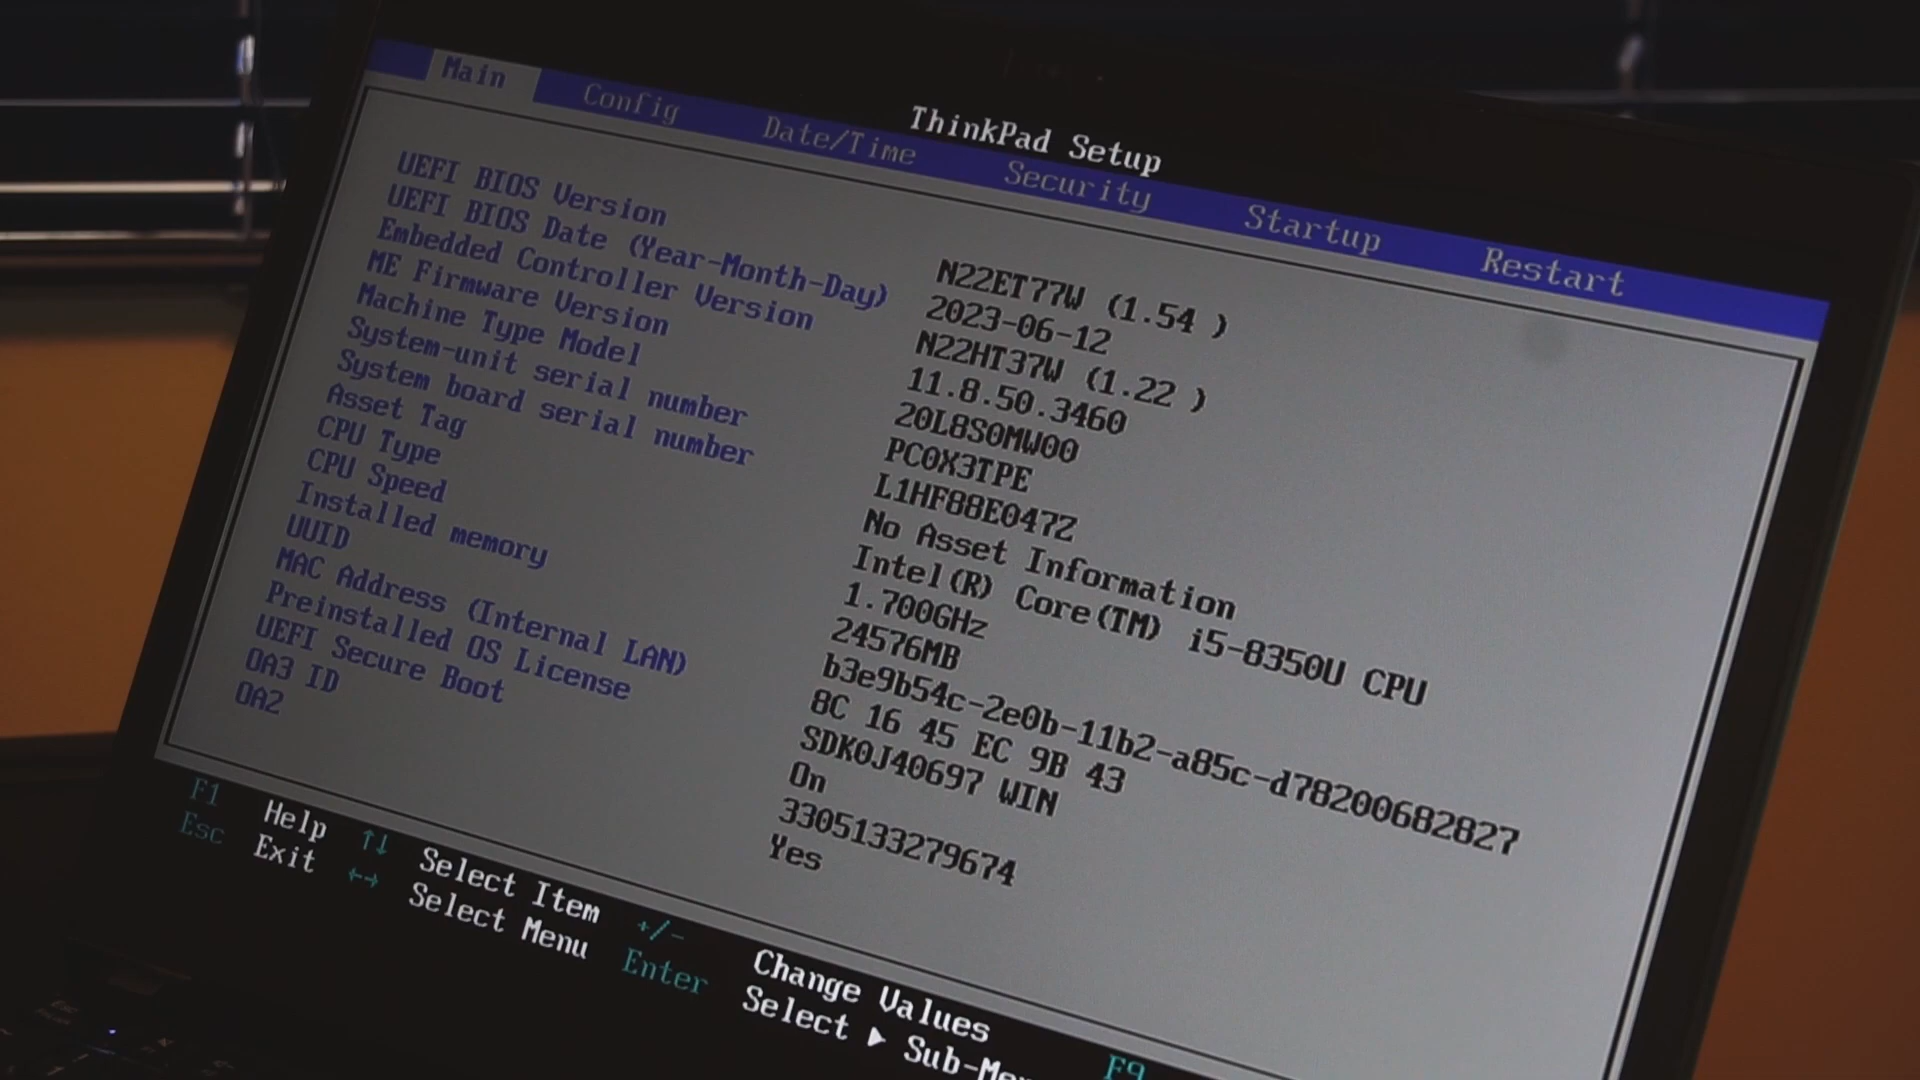 ThinkPad Setup
Main Config Date/Time Security Startup Restart
UEFI BIOS Version N22ET77W (1.54 )
UEFI BIOS Date (Year-Month-Day) 2023-06-12
Embedded Controller Version N22HT37W (1.22 )
ME Firmware Version 11.8.50.3460
Machine Type Model 20L8S0MW00
System-unit serial number PC0X3TPE
System board serial number L1HF88E047Z
Asset Tag No Asset Information
CPU Type Intel(R) Core(TM) i5-8350U CPU
CPU Speed 1.700GHz
Installed memory 24576MB
UUID b3e9b54c-2e0b-11b2-a85c-d78200682827
MAC Address (Internal LAN) 8C 16 45 EC 9B 43
Preinstalled OS License SDK0J40697 WIN
UEFI Secure Boot On
OA3 ID 3305133279674
OA2 Yes
F1 Help ↑↓ Select Item +/- Change Values F9
Esc Exit ←→ Select Menu Enter Select ▶ Sub-Me